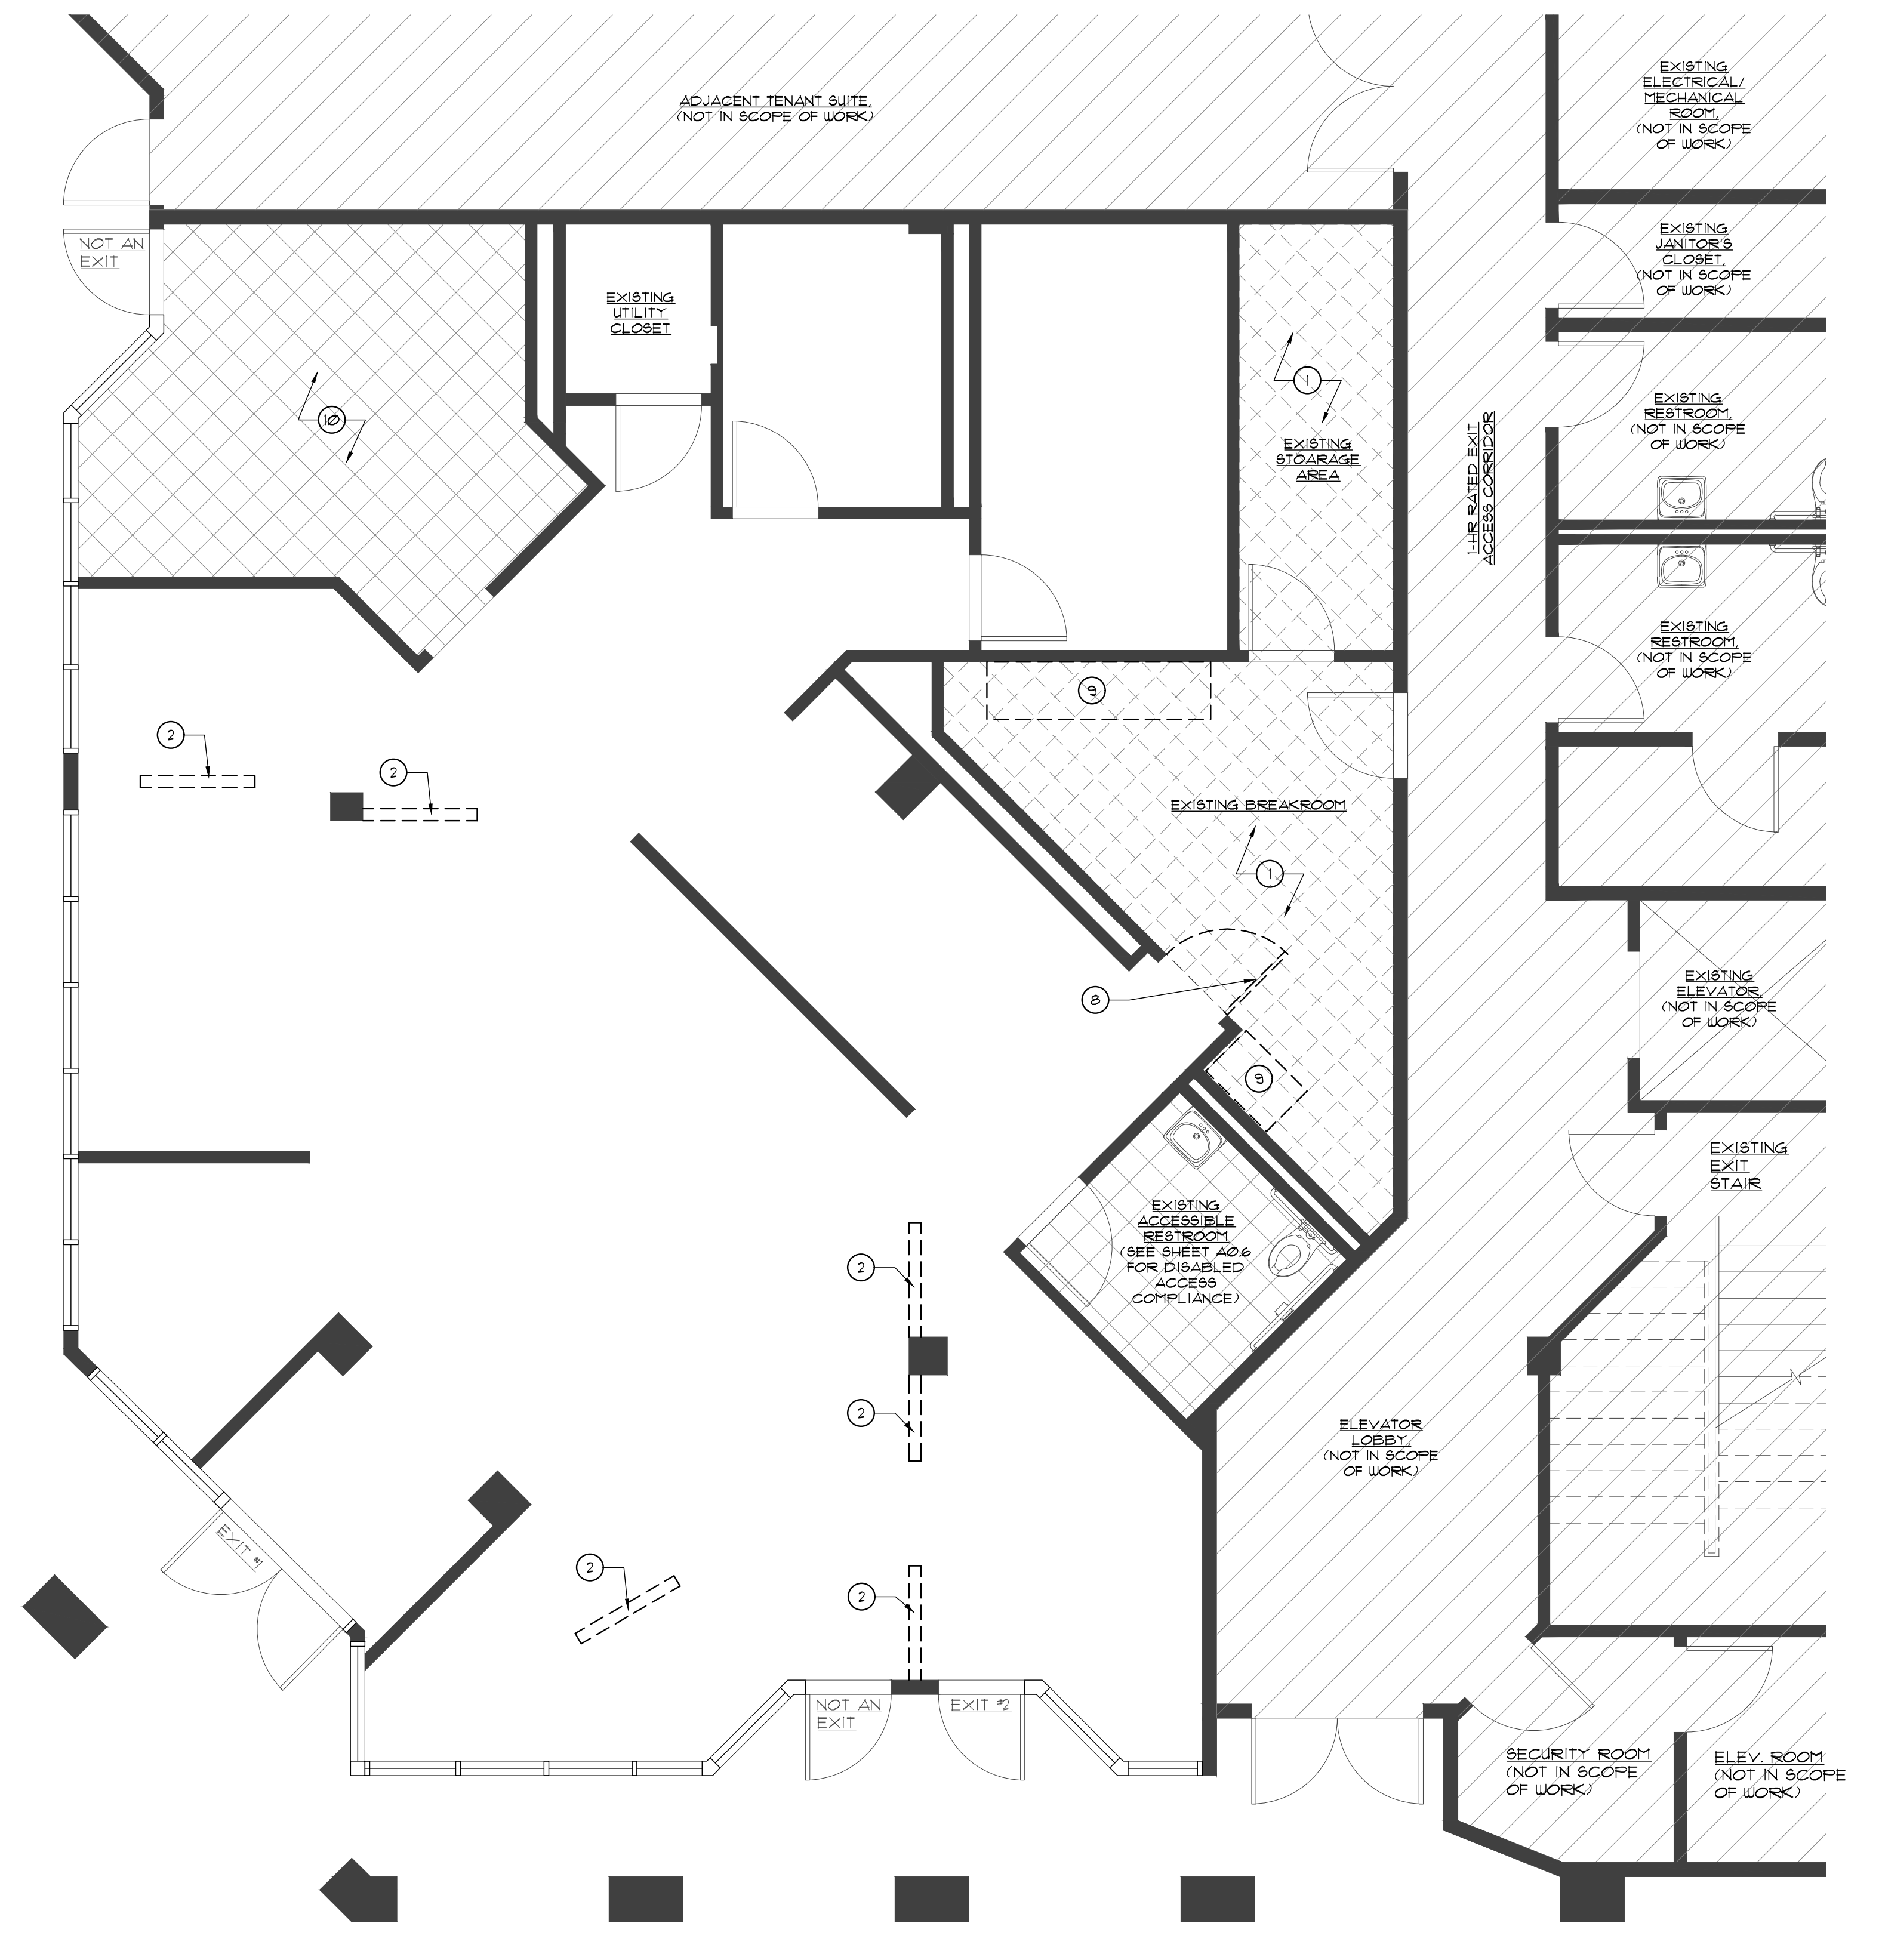 ADJACENT TENANT SUITE,
(NOT IN SCOPE OF WORK)
EXISTING
ELECTRICAL/
MECHANICAL
ROOM,
(NOT IN SCOPE
OF WORK)
NOT AN
EXIT
EXISTING
JANITOR'S
CLOSET,
(NOT IN SCOPE
OF WORK)
EXISTING
UTILITY
CLOSET
1
10
EXISTING
STOARAGE
AREA
1-HR RATED EXIT
ACCESS CORRIDOR
EXISTING
RESTROOM,
(NOT IN SCOPE
OF WORK)
EXISTING
RESTROOM,
(NOT IN SCOPE
OF WORK)
9
2
2
EXISTING BREAKROOM
1
8
EXISTING
ELEVATOR,
(NOT IN SCOPE
OF WORK)
9
EXISTING
EXIT
STAIR
EXISTING
ACCESSIBLE
RESTROOM
(SEE SHEET A0.6
FOR DISABLED
ACCESS
COMPLIANCE)
2
2
ELEVATOR
LOBBY,
(NOT IN SCOPE
OF WORK)
EXIT #1
2
2
NOT AN
EXIT
EXIT #2
SECURITY ROOM
(NOT IN SCOPE
OF WORK)
ELEV. ROOM
(NOT IN SCOPE
OF WORK)